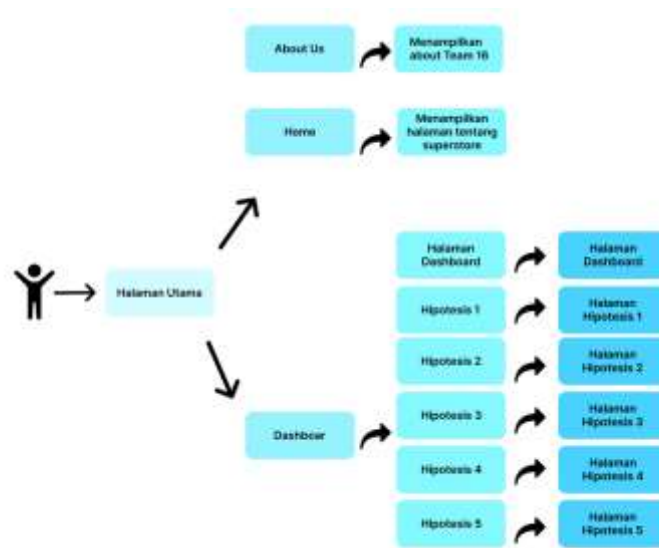 About Us
Menampilkan
about Team 16
Home
Menampilkan
halaman tentang
superstore
Halaman Utama
Dashboar
Halaman
Dashboard
Halaman
Dashboard
Hipotesis 1
Halaman
Hipotesis 1
Hipotesis 2
Halaman
Hipotesis 2
Hipotesis 3
Halaman
Hipotesis 3
Hipotesis 4
Halaman
Hipotesis 4
Hipotesis 5
Halaman
Hipotesis 5